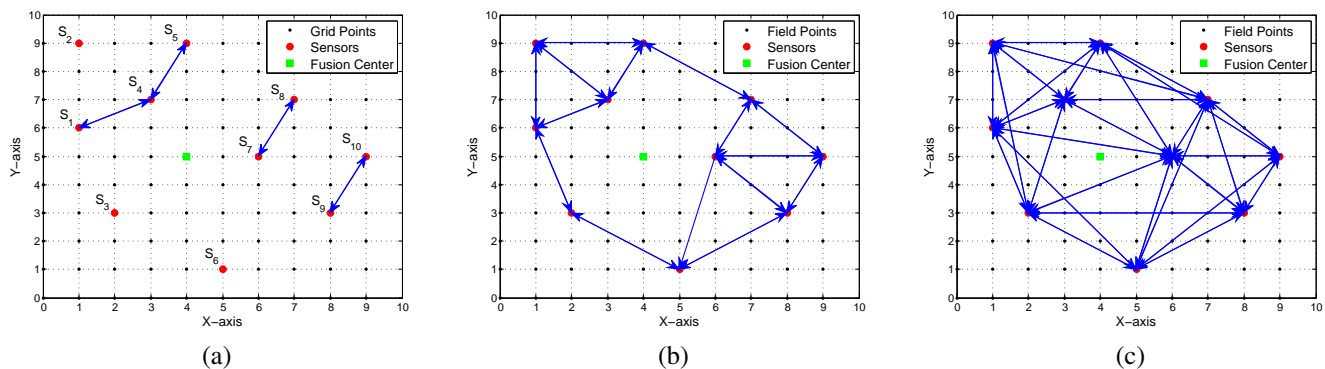 Grid Points
Sensors
Fusion Center
S2
S5
S4
S8
S1
S7
S10
S3
S9
S6
10
9
8
7
6
5
4
3
2
1
0
0 1 2 3 4 5 6 7 8 9 10
Y−axis
X−axis
(a)
Field Points
Sensors
Fusion Center
10
9
8
7
6
5
4
3
2
1
0
0 1 2 3 4 5 6 7 8 9 10
Y−axis
X−axis
(b)
Field Points
Sensors
Fusion Center
10
9
8
7
6
5
4
3
2
1
0
0 1 2 3 4 5 6 7 8 9 10
Y−axis
X−axis
(c)